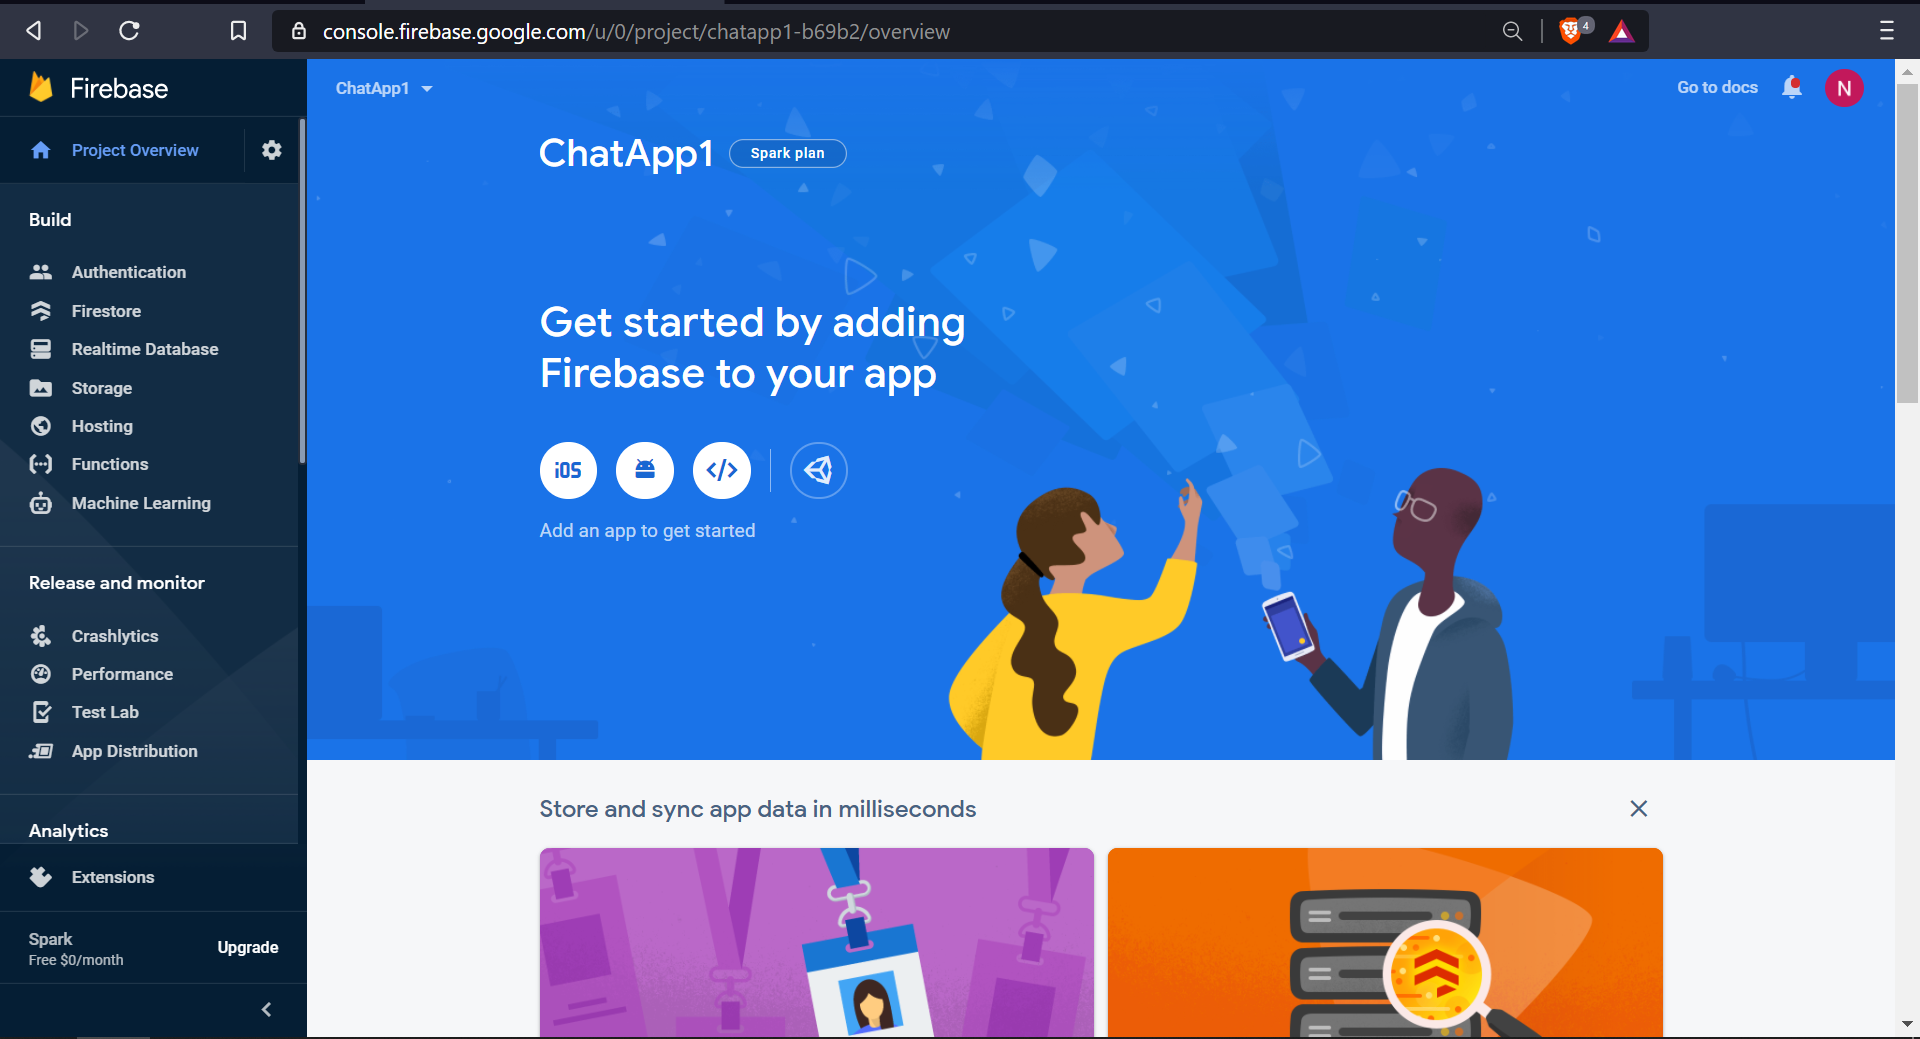 console.firebase.google.com/u/0/project/chatapp1-b69b2/overview
4
Firebase
ChatApp1
Go to docs
N
Project Overview
ChatApp1
Spark plan
Build
Authentication
Firestore
Realtime Database
Storage
Hosting
Functions
Machine Learning
Get started by adding
Firebase to your app
iOS
</>
Add an app to get started
Release and monitor
Crashlytics
Performance
Test Lab
App Distribution
Analytics
Extensions
Spark
Free $0/month
Upgrade
Store and sync app data in milliseconds